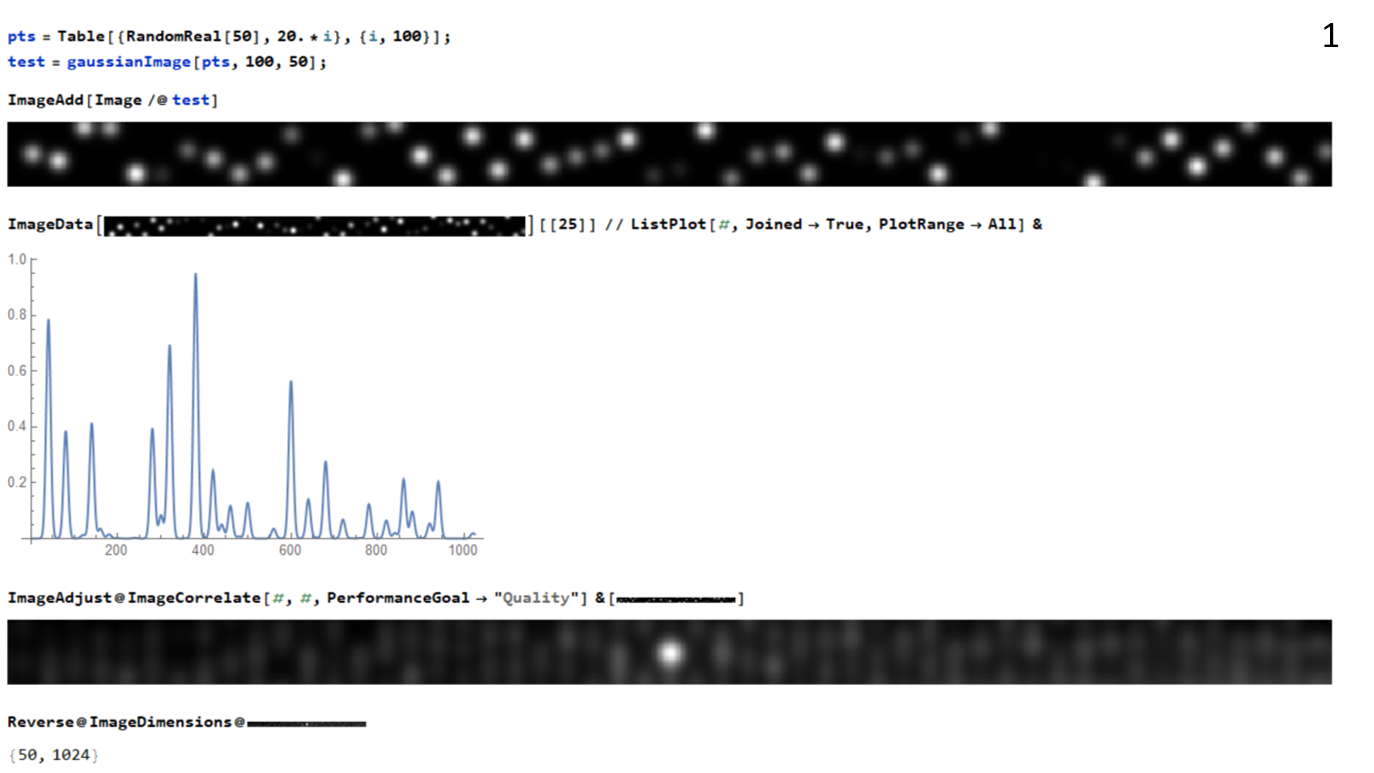 1
pts = Table[{RandomReal[50], 20. * i}, {i, 100}];
test = gaussianImage[pts, 100, 50];
ImageAdd[Image /@ test]
ImageData[ ][[25]] // ListPlot[#, Joined → True, PlotRange → All] &
1.0
0.8
0.6
0.4
0.2
200 400 600 800 1000
ImageAdjust@ImageCorrelate[#, #, PerformanceGoal → "Quality"] &[ ]
Reverse@ImageDimensions@
{50, 1024}